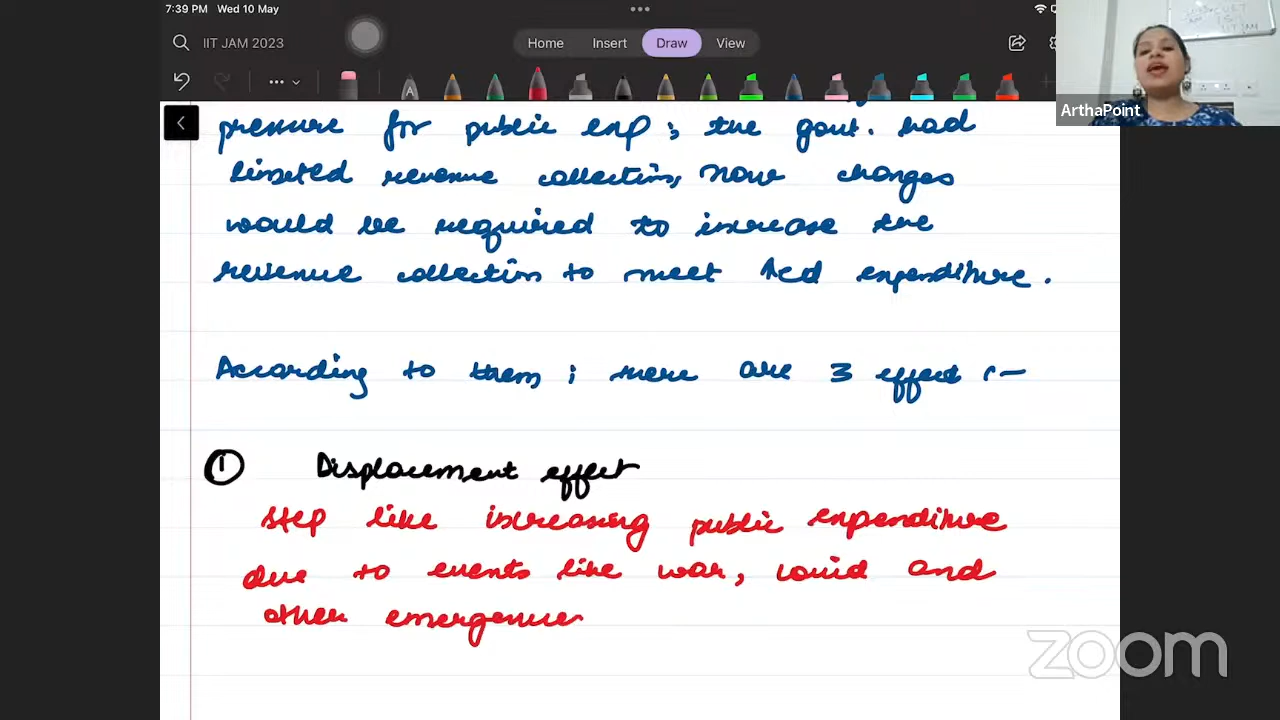 7:39 PM Wed 10 May
IIT JAM 2023
Home Insert Draw View
ArthaPoint
pressure for public exp ; the govt. had
limited revenue collection, now changes
would be required to increase the
revenue collection to meet ↑ed expenditure.
According to them ; there are 3 effect :-
① Displacement effect
step like increasing public expenditure
due to events like war, covid and
other emergencies
zoom